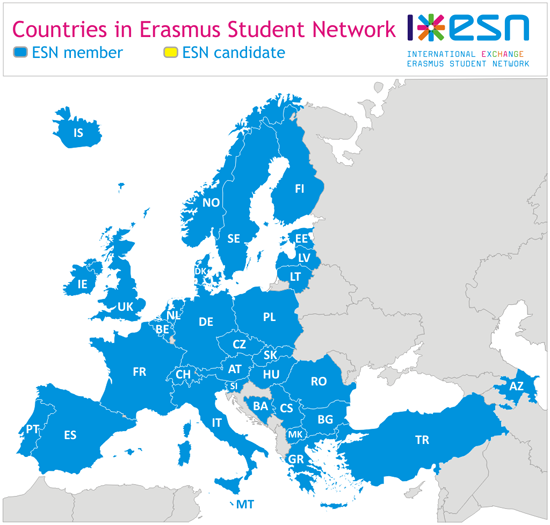 Countries in Erasmus Student Network
ESN member ESN candidate
esn
INTERNATIONAL EXCHANGE
ERASMUS STUDENT NETWORK
IS
FI
NO
SE
EE
LV
DK
LT
IE
UK
NL
DE
PL
BE
CZ
SK
FR
CH
AT
HU
RO
SI
AZ
BA
CS
PT
ES
IT
BG
MK
TR
GR
MT